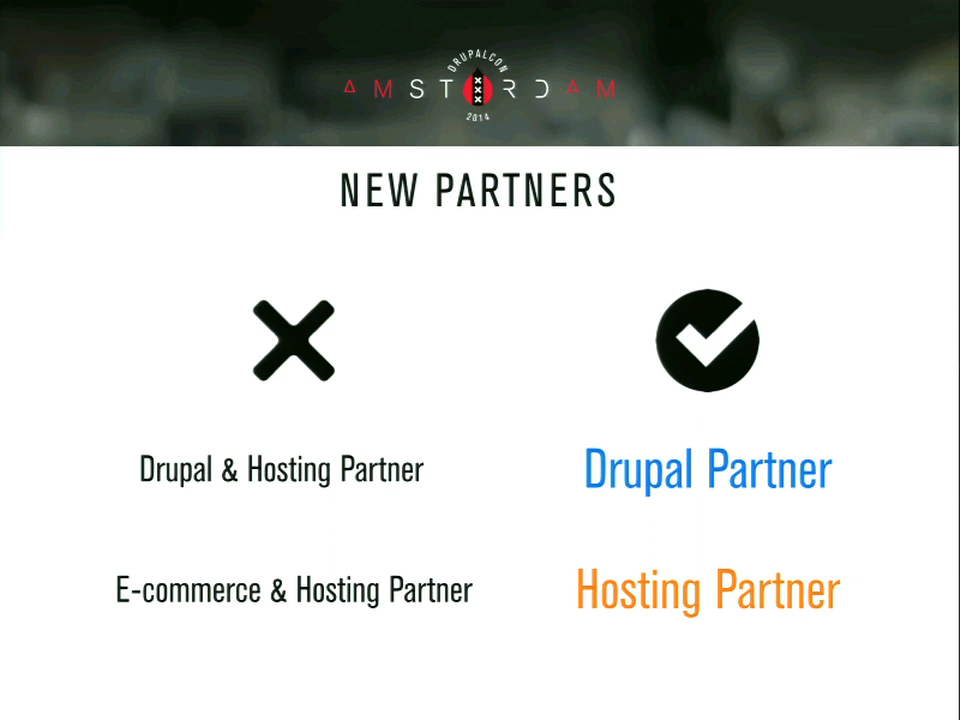 DRUPALCON
AMSTERDAM
2014
NEW PARTNERS
Drupal & Hosting Partner
Drupal Partner
E-commerce & Hosting Partner
Hosting Partner